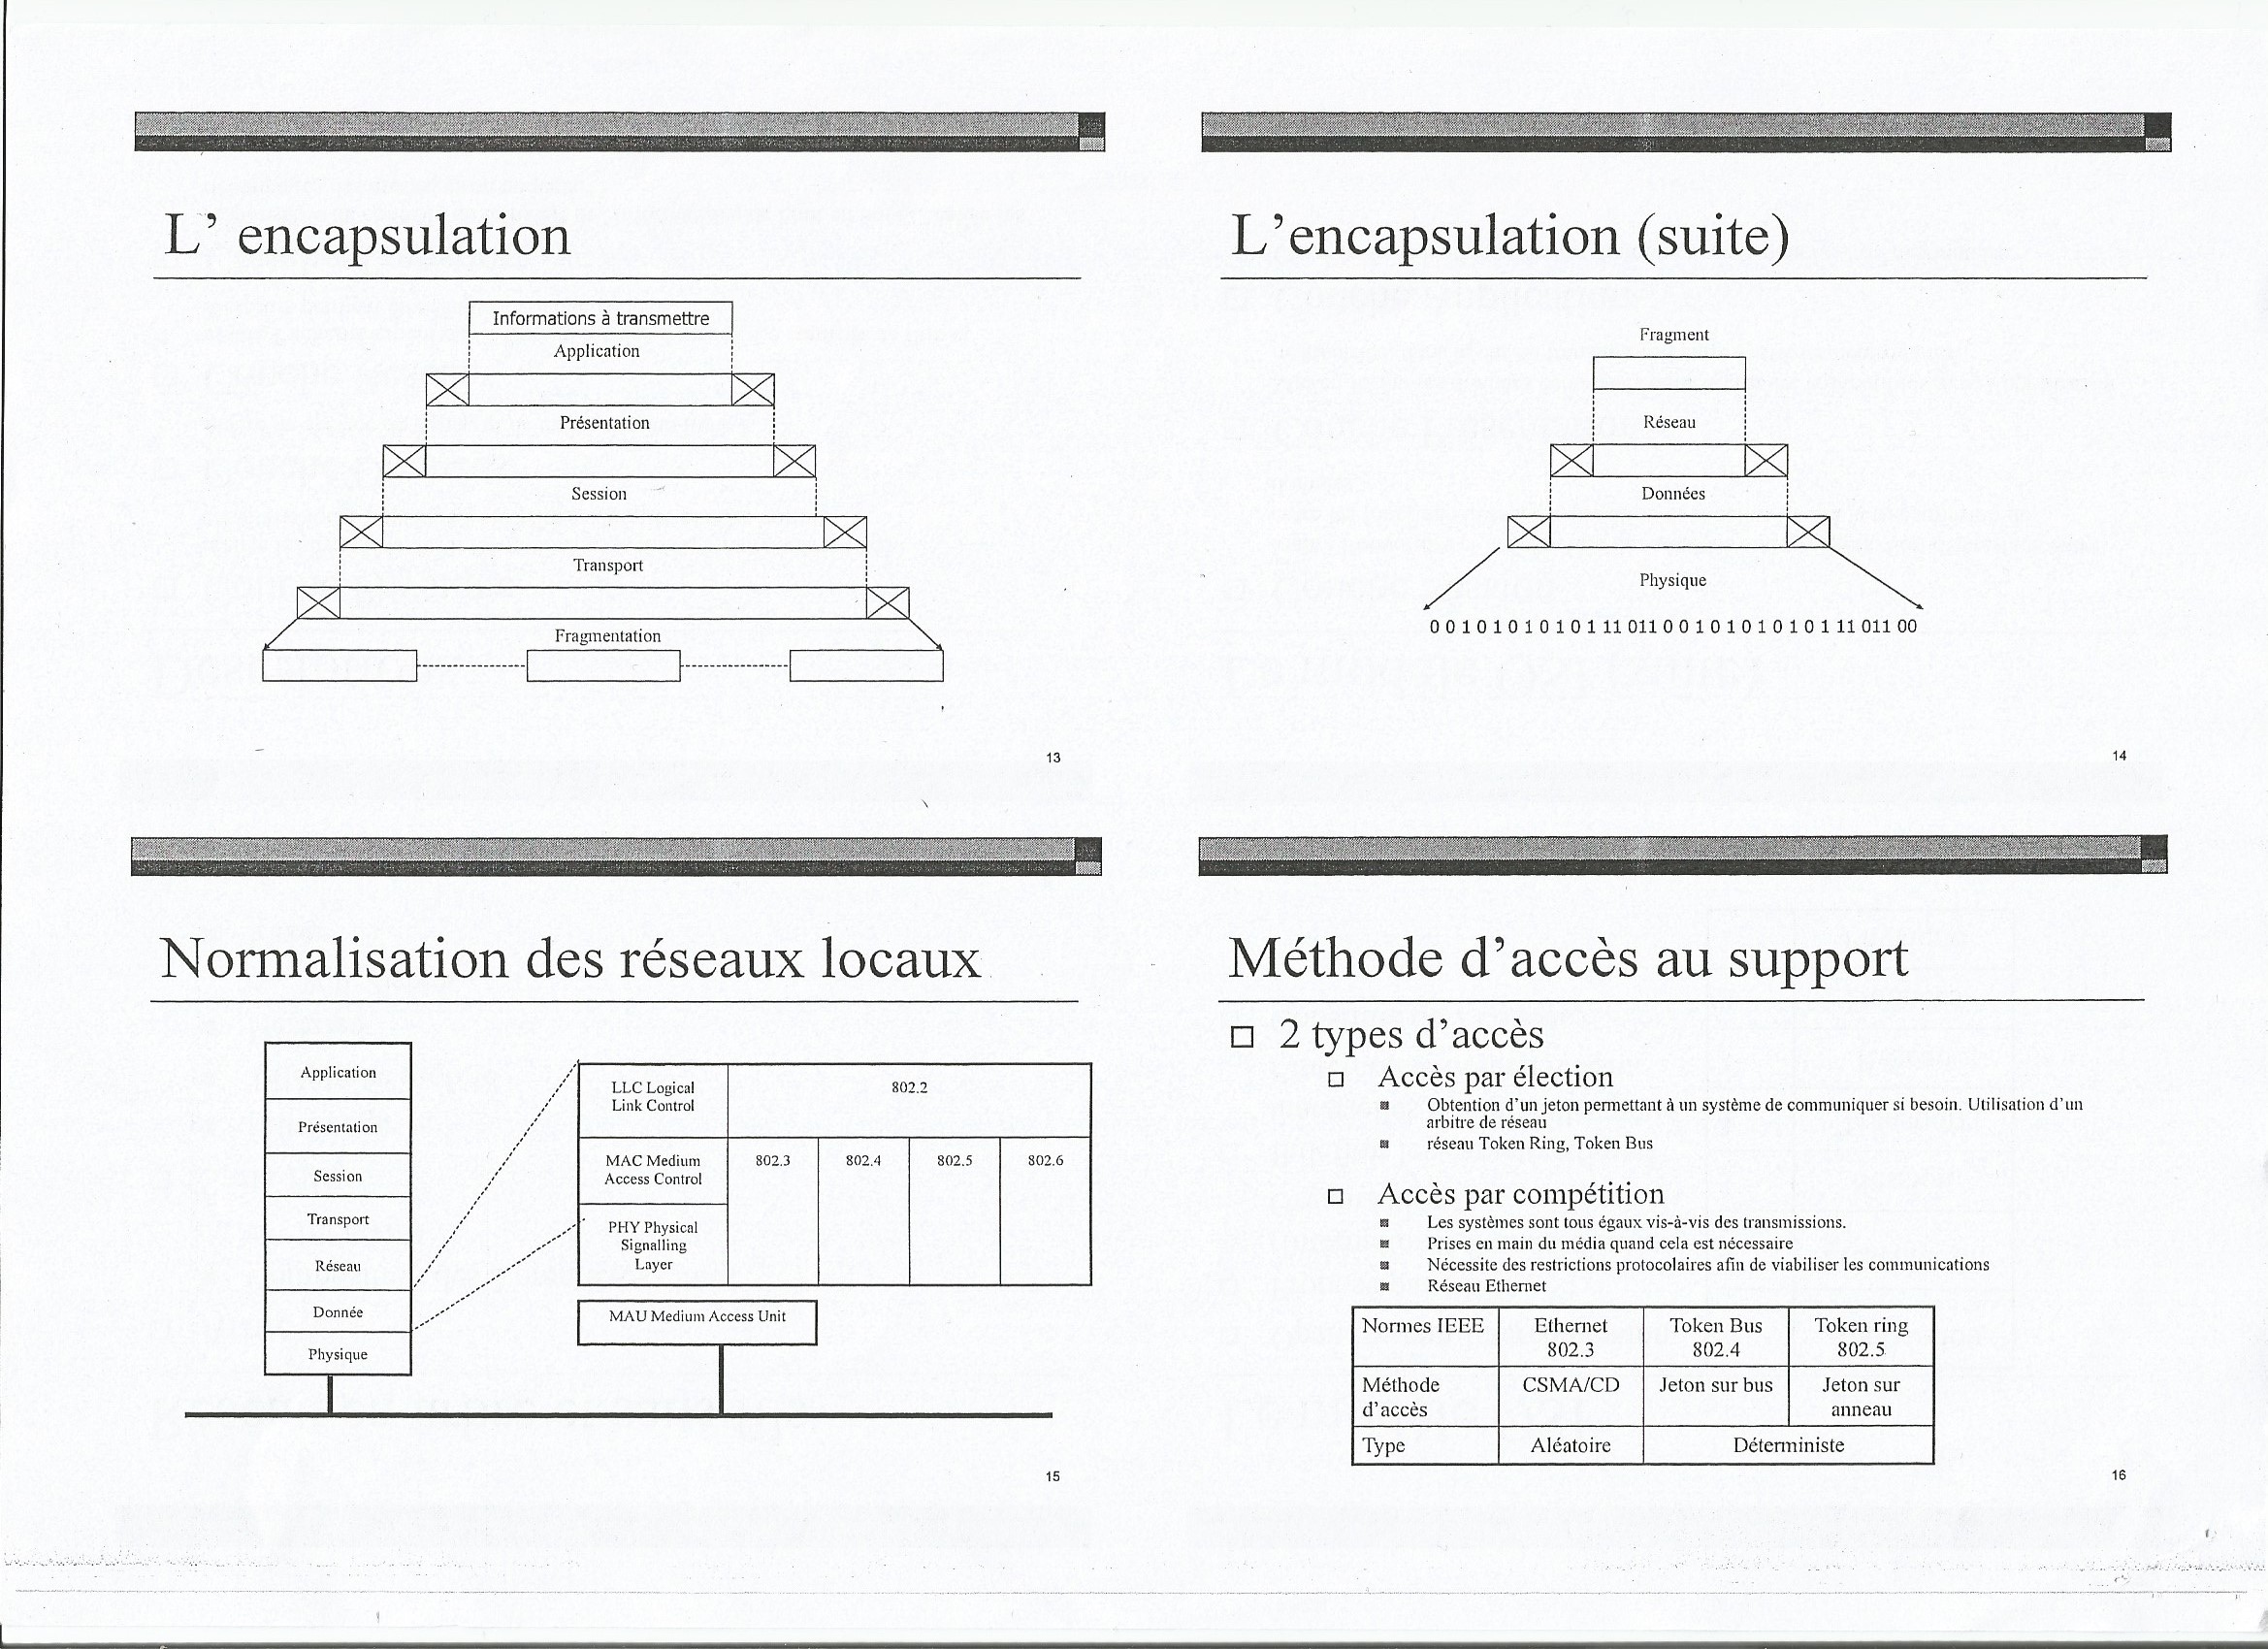 L' encapsulation
Informations à transmettre
Application
Présentation
Session
Transport
Fragmentation
13
L'encapsulation (suite)
Fragment
Réseau
Données
Physique
0 0 1 0 1 0 1 0 1 0 1 11 011 0 0 1 0 1 0 1 0 1 0 1 11 011 00
14
Normalisation des réseaux locaux
Application
Présentation
Session
Transport
Réseau
Donnée
Physique
LLC Logical
Link Control
802.2
MAC Medium
Access Control
802.3 802.4 802.5 802.6
PHY Physical
Signalling
Layer
MAU Medium Access Unit
15
Méthode d'accès au support
2 types d'accès
Accès par élection
Obtention d'un jeton permettant à un système de communiquer si besoin. Utilisation d'un
arbitre de réseau
réseau Token Ring, Token Bus
Accès par compétition
Les systèmes sont tous égaux vis-à-vis des transmissions.
Prises en main du média quand cela est nécessaire
Nécessite des restrictions protocolaires afin de viabiliser les communications
Réseau Ethernet
Normes IEEE Ethernet Token Bus Token ring
802.3 802.4 802.5
Méthode CSMA/CD Jeton sur bus Jeton sur
d'accès anneau
Type Aléatoire Déterministe
16